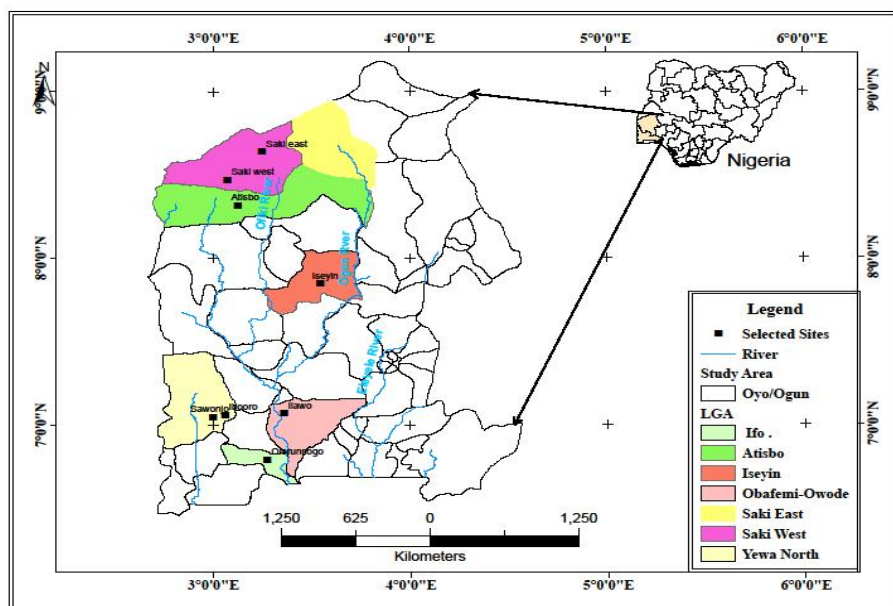 3°0'0"E 4°0'0"E 5°0'0"E 6°0'0"E
N
9°0'0"N 9°0'0"N
Nigeria
Saki east
Saki west
Atisbo
Ofiki River
Ogun River
8°0'0"N 8°0'0"N
Iseyin
Eleyele River
Sawonjo
Ilawo
7°0'0"N 7°0'0"N
Olorunsogo
Legend
Selected Sites
River
Study Area
Oyo/Ogun
LGA
Ifo .
Atisbo
Iseyin
Obafemi-Owode
Saki East
Saki West
Yewa North
1,250 625 0 1,250
Kilometers
3°0'0"E 4°0'0"E 5°0'0"E 6°0'0"E